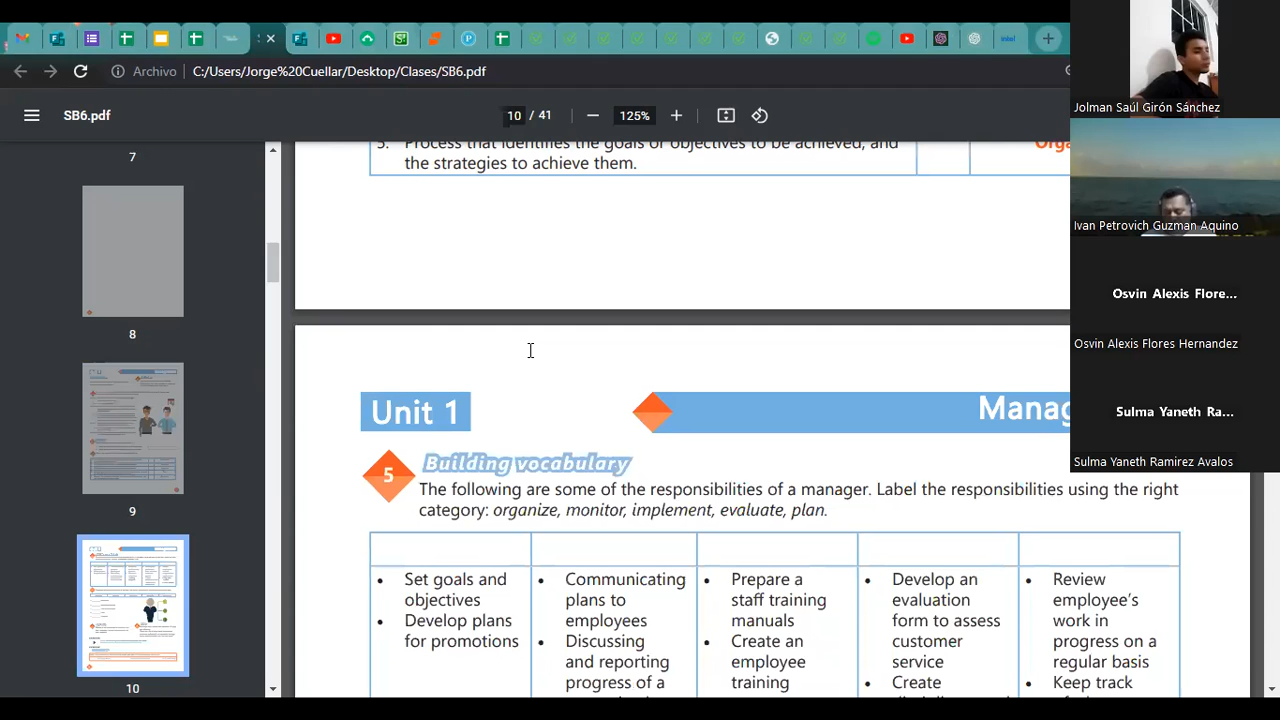 Archivo
C:/Users/Jorge%20Cuellar/Desktop/Clases/SB6.pdf
SB6.pdf
10 / 41
125%
7
8
9
10
5. Process that identifies the goals or objectives to be achieved, and
the strategies to achieve them.
Unit 1
5
Building vocabulary
The following are some of the responsibilities of a manager. Label the responsibilities using the right
category: organize, monitor, implement, evaluate, plan.
• Set goals and
objectives
• Develop plans
for promotions
• Communicating
plans to
employees
• Discussing
and reporting
progress of a
• Prepare a
staff training
manuals
• Create an
employee
training
• Develop an
evaluation
form to assess
customer
service
• Create
• Review
employee's
work in
progress on a
regular basis
• Keep track
Jolman Saúl Girón Sánchez
Ivan Petrovich Guzman Aquino
Osvin Alexis Flore...
Osvin Alexis Flores Hernandez
Sulma Yaneth Ra...
Sulma Yaneth Ramirez Avalos